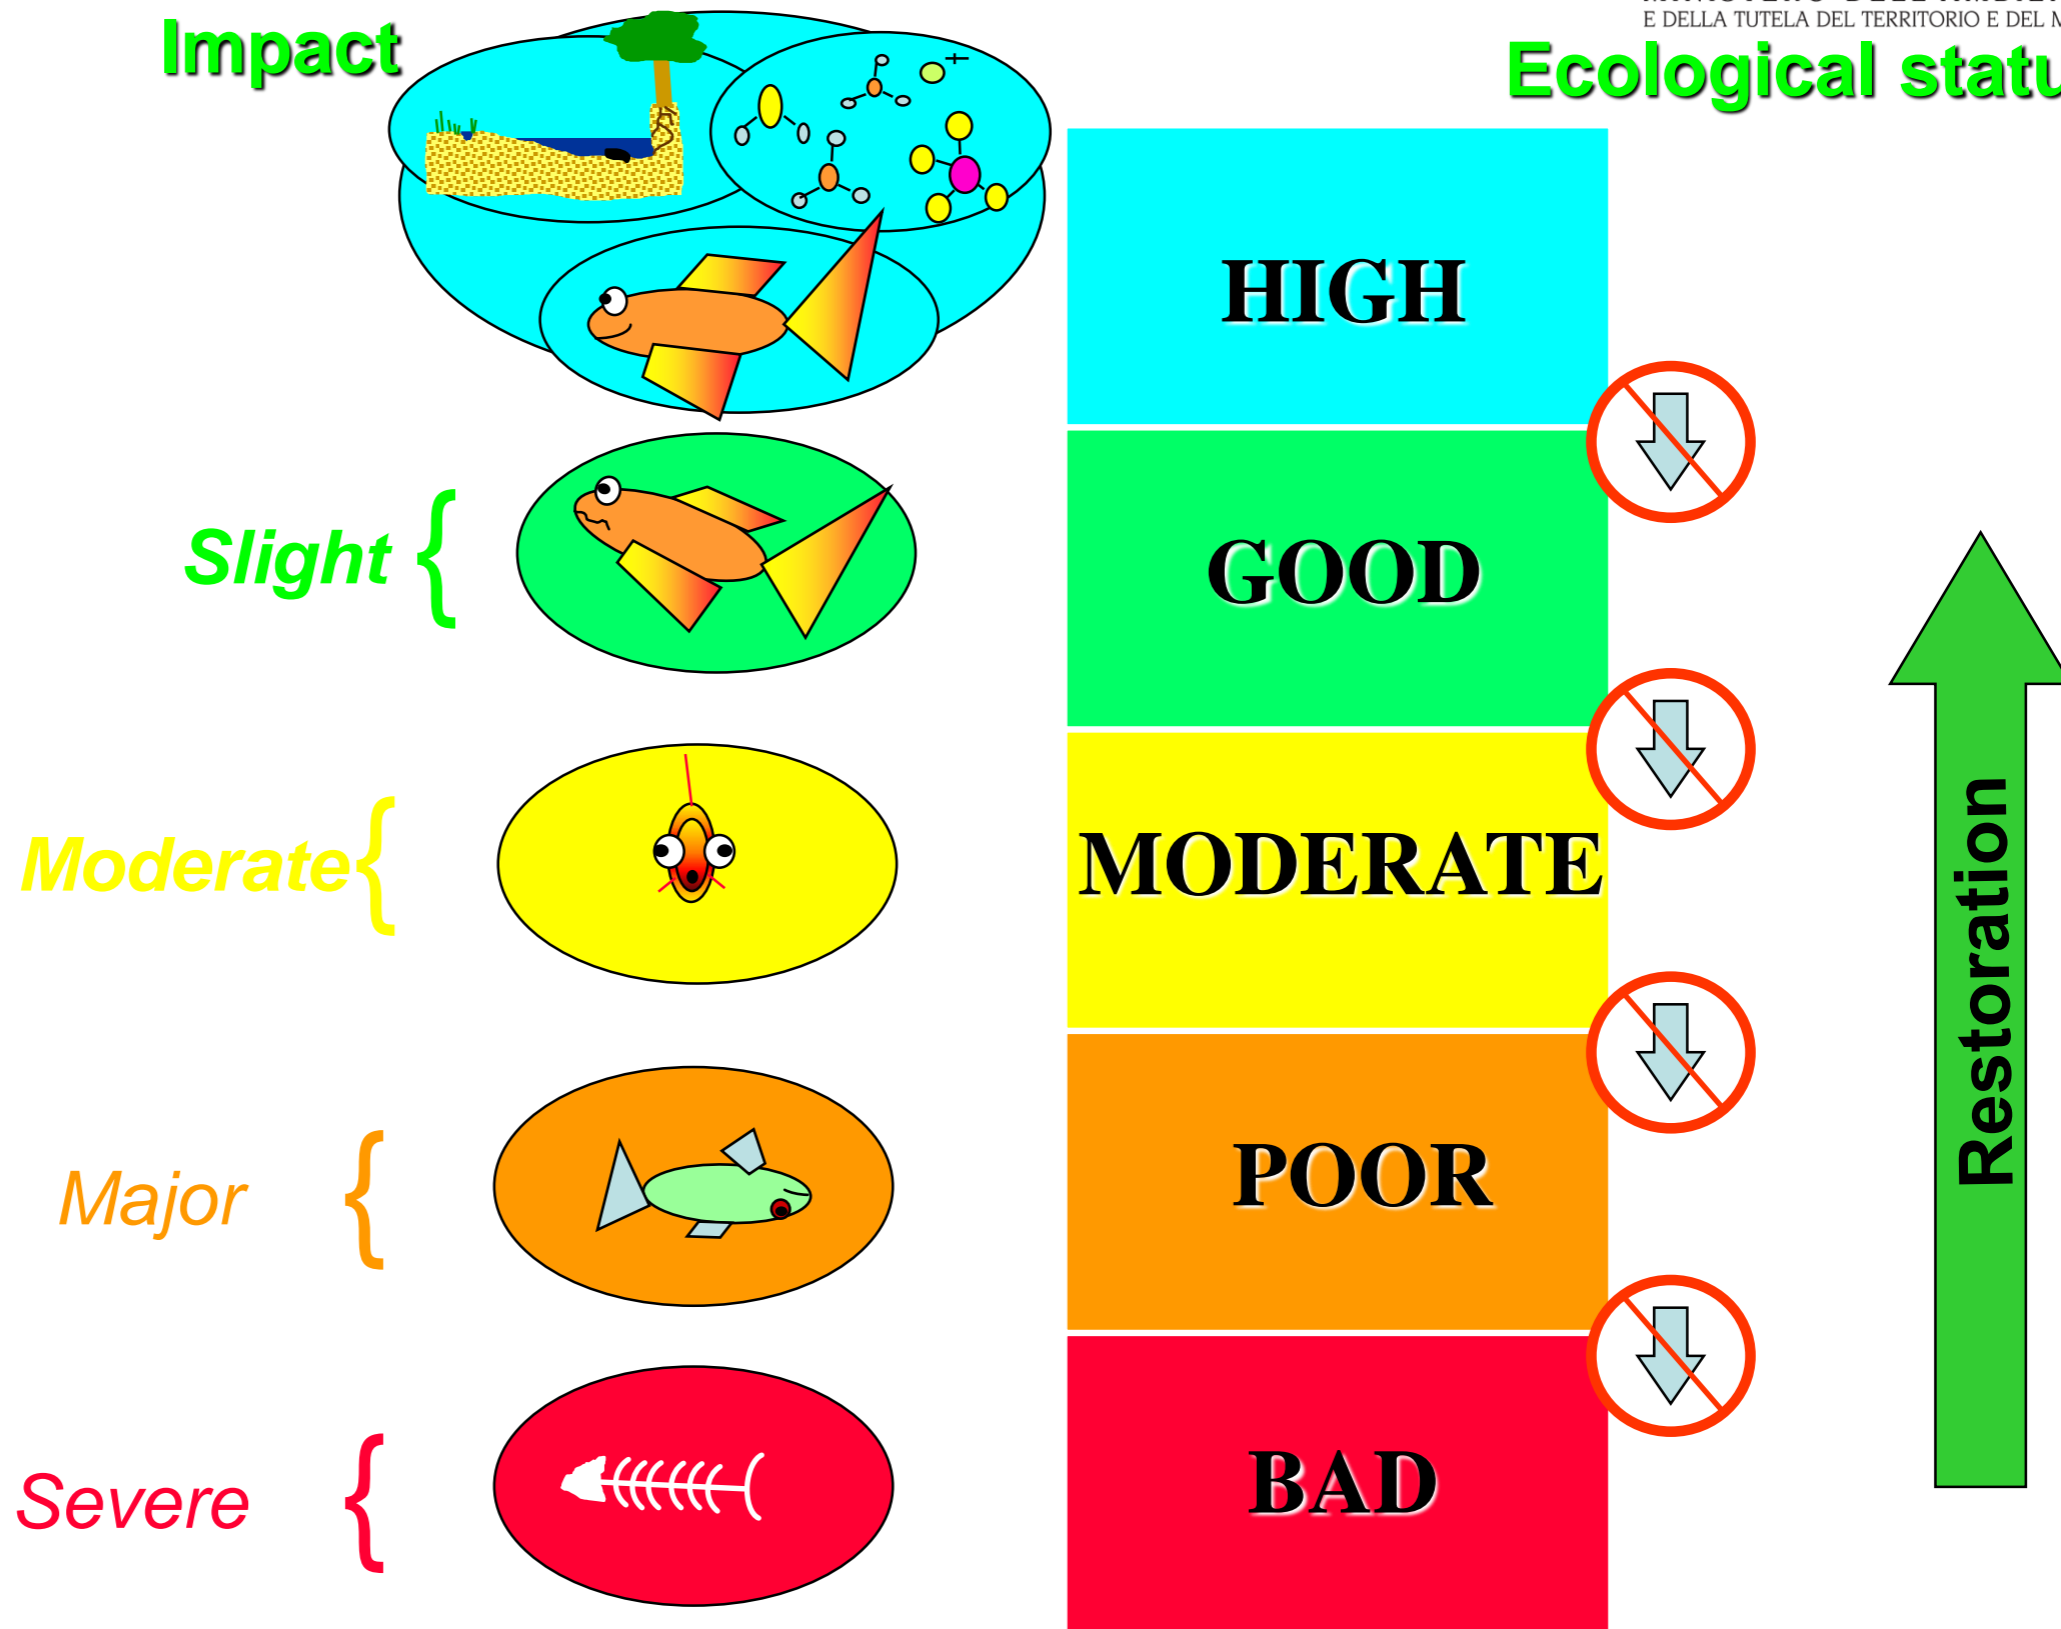 E DELLA TUTELA DEL TERRITORIO E DEL
Impact
Ecological statu
HIGH
Slight {
GOOD
Moderate {
MODERATE
Major {
POOR
Severe {
BAD
Restoration